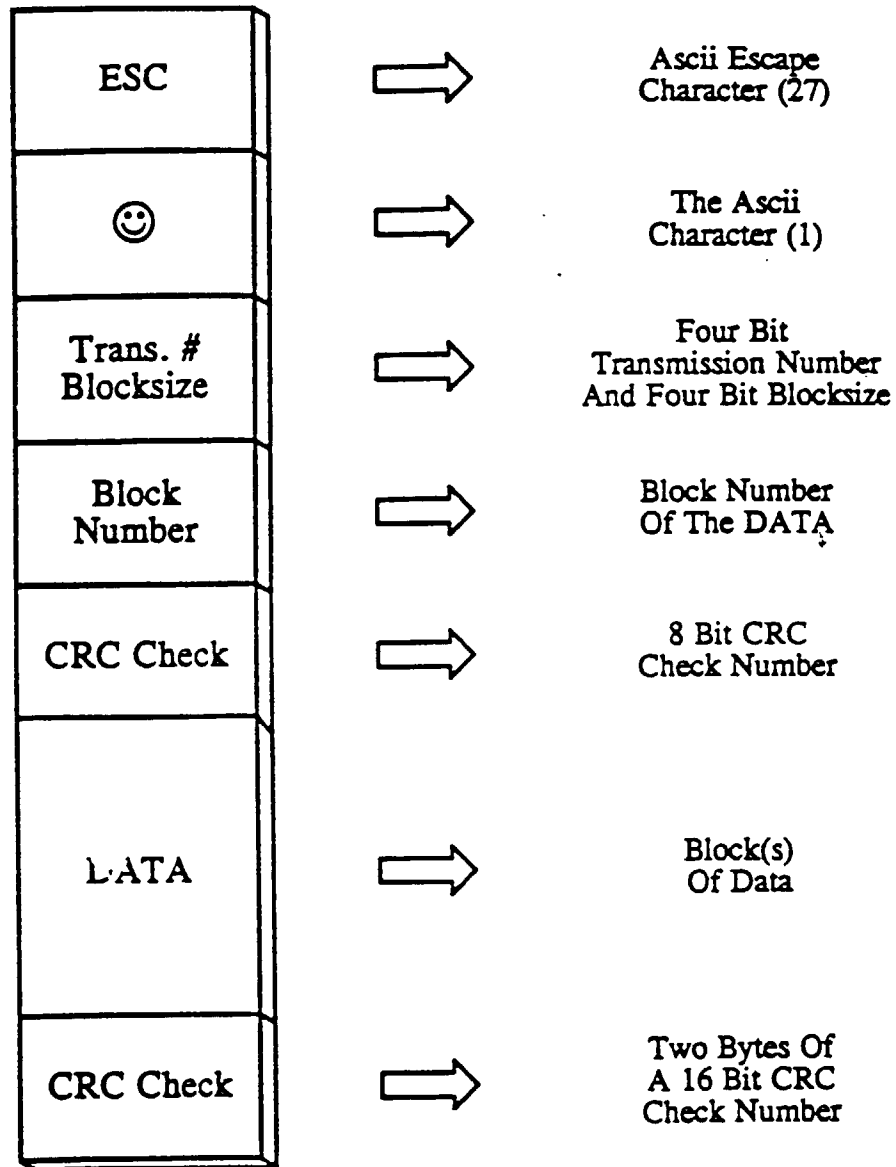 ESC
Ascii Escape
Character (27)
The Ascii
Character (1)
Trans. #
Blocksize
Four Bit
Transmission Number
And Four Bit Blocksize
Block
Number
Block Number
Of The DATA
CRC Check
8 Bit CRC
Check Number
DATA
Block(s)
Of Data
CRC Check
Two Bytes Of
A 16 Bit CRC
Check Number